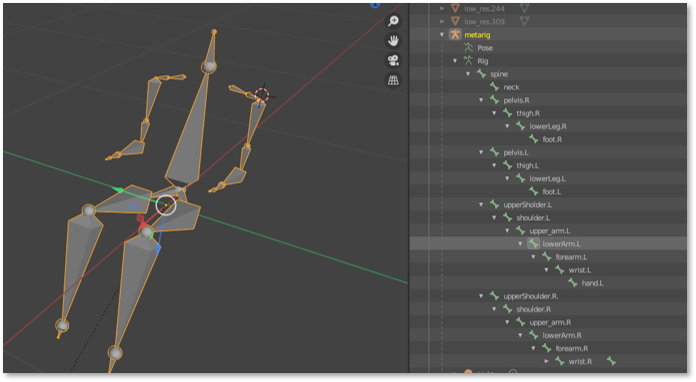 low_res.244
low_res.309
metarig
Pose
Rig
spine
neck
pelvis.R
thigh.R
lowerLeg.R
foot.R
pelvis.L
thigh.L
lowerLeg.L
foot.L
upperSholder.L
shoulder.L
upper_arm.L
lowerArm.L
forearm.L
wrist.L
hand.L
upperShoulder.R
shoulder.R
upper_arm.R
lowerArm.R
forearm.R
wrist.R